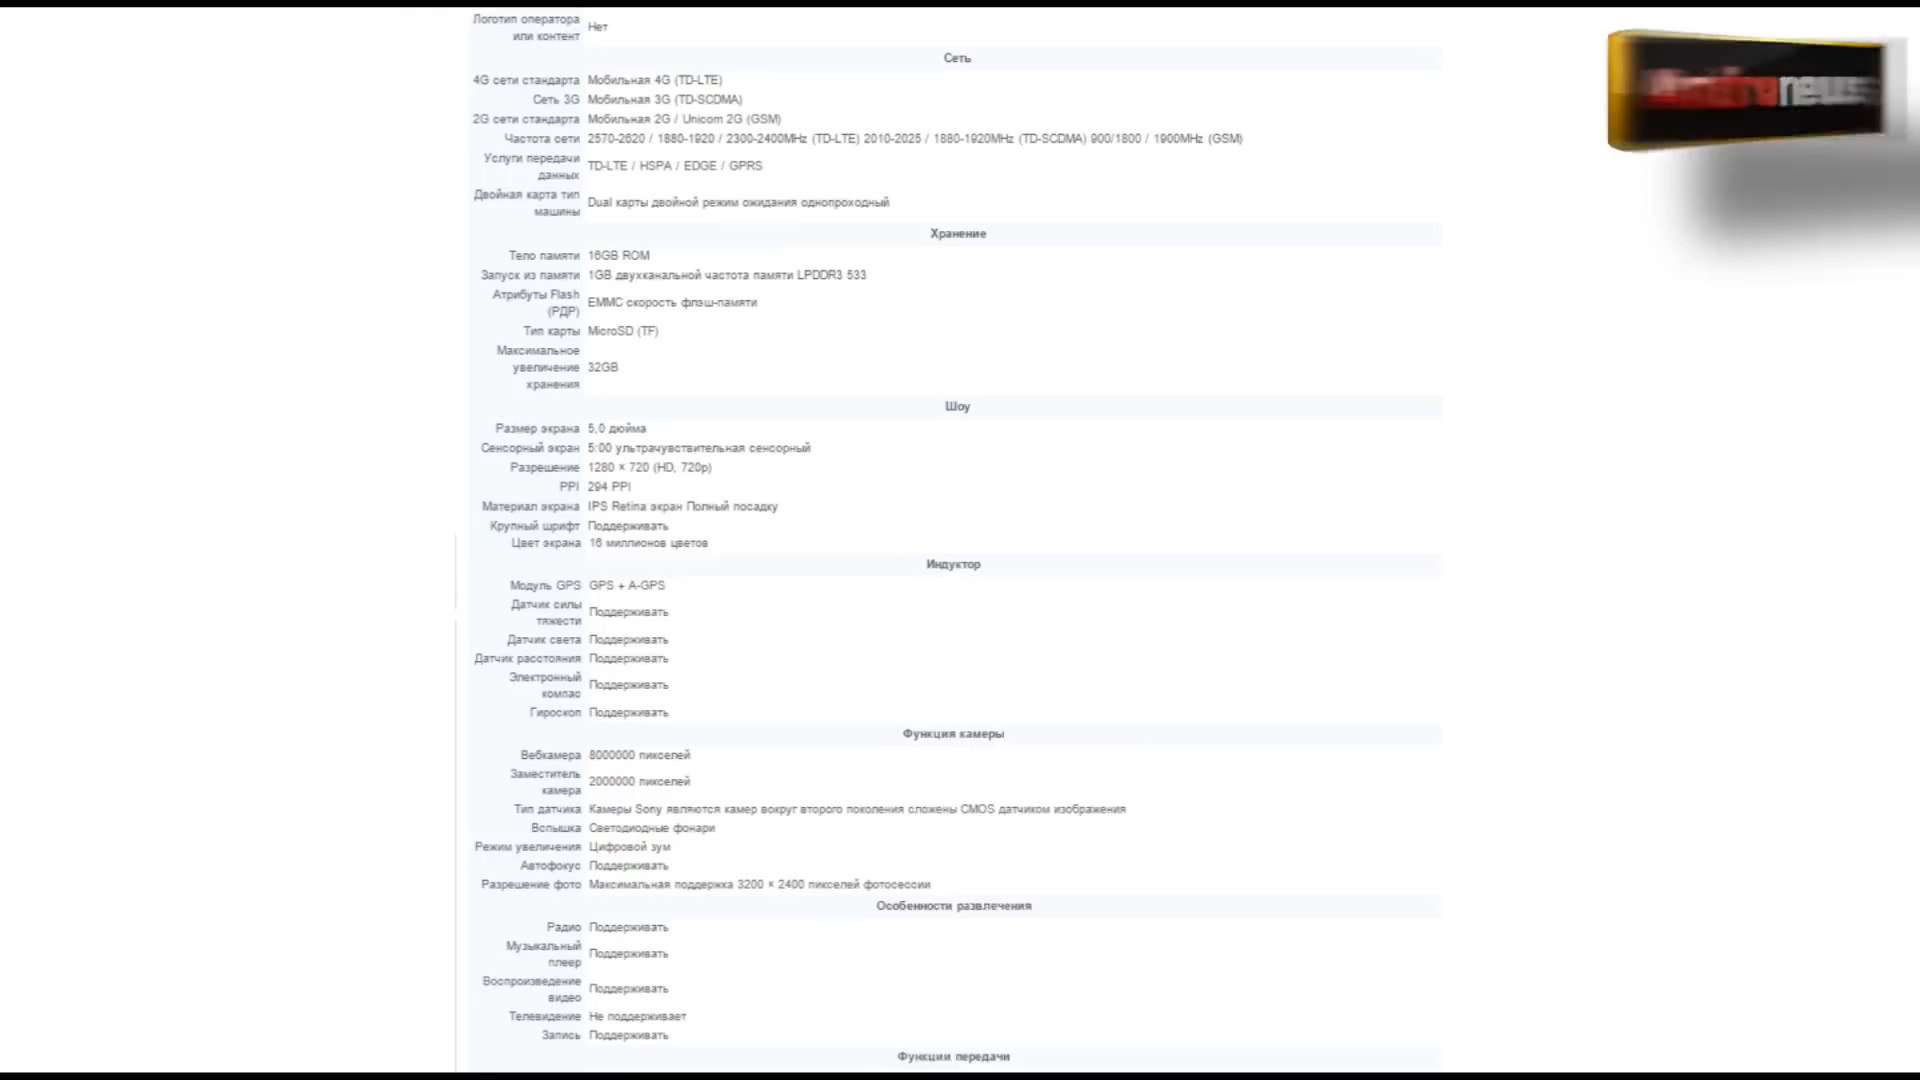 Логотип оператора
или контент
Нет
Сеть
4G сети стандарта Мобильная 4G (TD-LTE)
Сеть 3G Мобильная 3G (TD-SCDMA)
2G сети стандарта Мобильная 2G / Unicom 2G (GSM)
Частота сети 2570-2620 / 1880-1920 / 2300-2400MHz (TD-LTE) 2010-2025 / 1880-1920MHz (TD-SCDMA) 900/1800 / 1900MHz (GSM)
Услуги передачи
данных
TD-LTE / HSPA / EDGE / GPRS
Двойная карта тип
машины
Dual карты двойной режим ожидания однопроходный
Хранение
Тело памяти 16GB ROM
Запуск из памяти 1GB двухканальной частота памяти LPDDR3 533
Атрибуты Flash
(РДР)
EMMC скорость флэш-памяти
Тип карты MicroSD (TF)
Максимальное
увеличение
хранения
32GB
Шоу
Размер экрана 5,0 дюйма
Сенсорный экран 5:00 ультрачувствительная сенсорный
Разрешение 1280 × 720 (HD, 720p)
PPI 294 PPI
Материал экрана IPS Retina экран Полный посадку
Крупный шрифт Поддерживать
Цвет экрана 16 миллионов цветов
Индуктор
Модуль GPS GPS + A-GPS
Датчик силы
тяжести
Поддерживать
Датчик света Поддерживать
Датчик расстояния Поддерживать
Электронный
компас
Поддерживать
Гироскоп Поддерживать
Функция камеры
Вебкамера 8000000 пикселей
Заместитель
камера
2000000 пикселей
Тип датчика Камеры Sony являются камер вокруг второго поколения сложены CMOS датчиком изображения
Вспышка Светодиодные фонари
Режим увеличения Цифровой зум
Автофокус Поддерживать
Разрешение фото Максимальная поддержка 3200 × 2400 пикселей фотосессии
Особенности развлечения
Радио Поддерживать
Музыкальный
плеер
Поддерживать
Воспроизведение
видео
Поддерживать
Телевидение Не поддерживает
Запись Поддерживать
Функции передачи